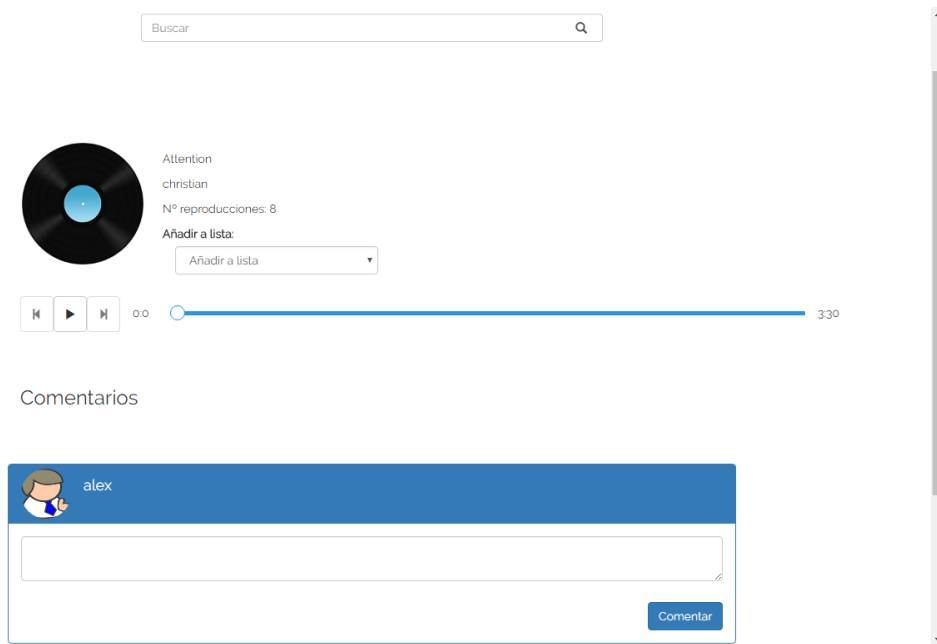 Buscar
Attention
christian
Nº reproducciones: 8
Añadir a lista:
Añadir a lista
0:0
3:30
Comentarios
alex
Comentar